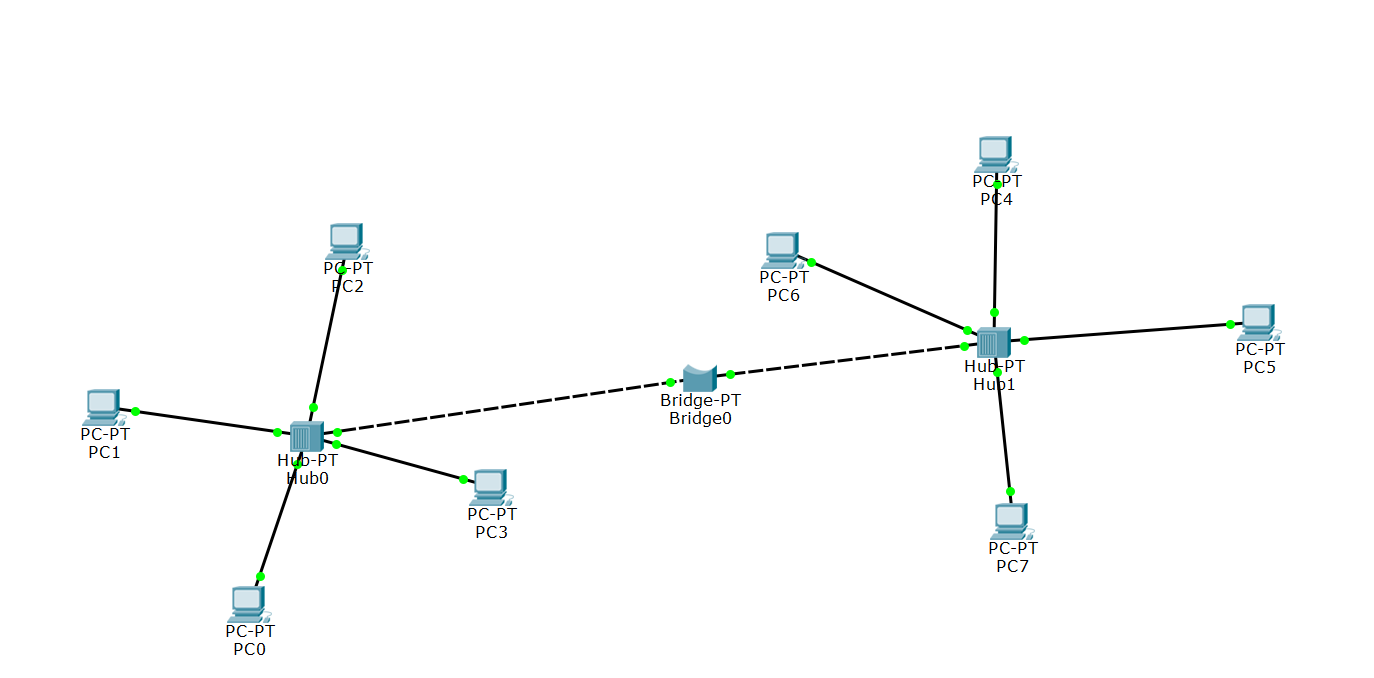 PC-PT
PC4
PC-PT
PC2
PC-PT
PC6
PC-PT
PC5
Hub-PT
Hub1
Bridge-PT
Bridge0
PC-PT
PC1
Hub-PT
Hub0
PC-PT
PC3
PC-PT
PC7
PC-PT
PC0